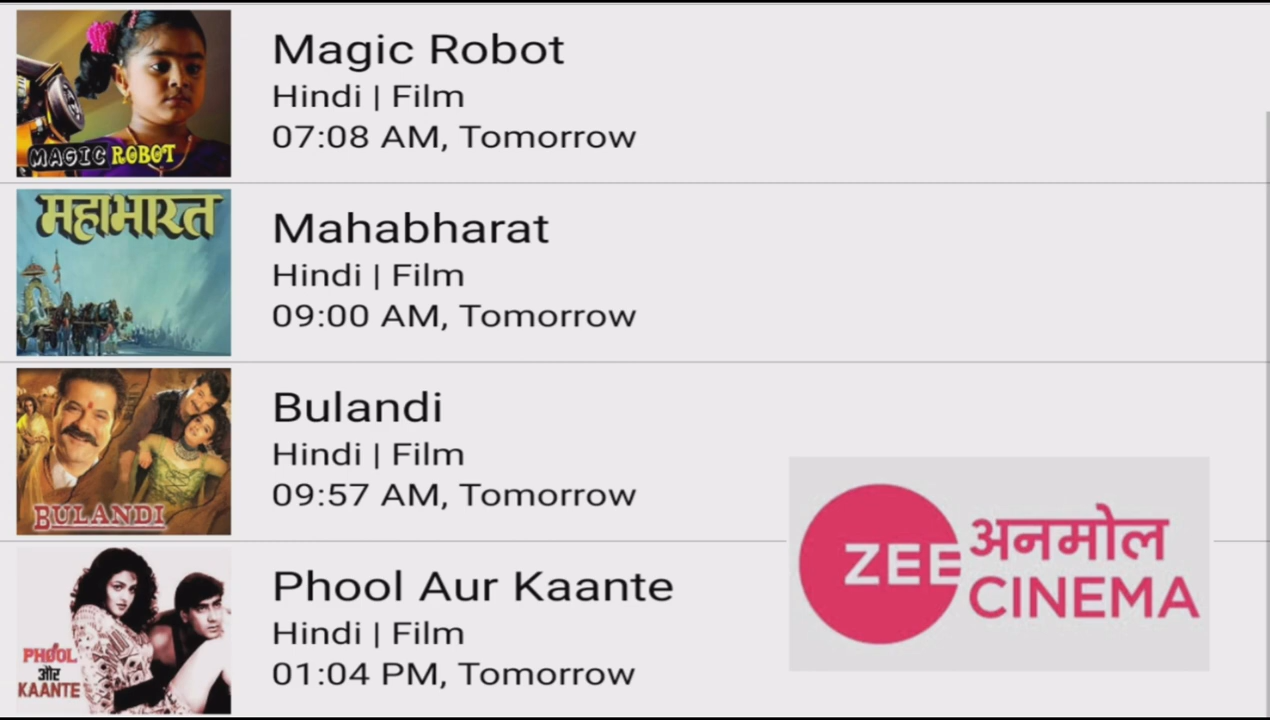 MAGIC ROBOT
Magic Robot
Hindi | Film
07:08 AM, Tomorrow
महाभारत
Mahabharat
Hindi | Film
09:00 AM, Tomorrow
BULANDI
Bulandi
Hindi | Film
09:57 AM, Tomorrow
PHOOL
और
KAANTE
Phool Aur Kaante
Hindi | Film
01:04 PM, Tomorrow
ZEE
अनमोल
CINEMA